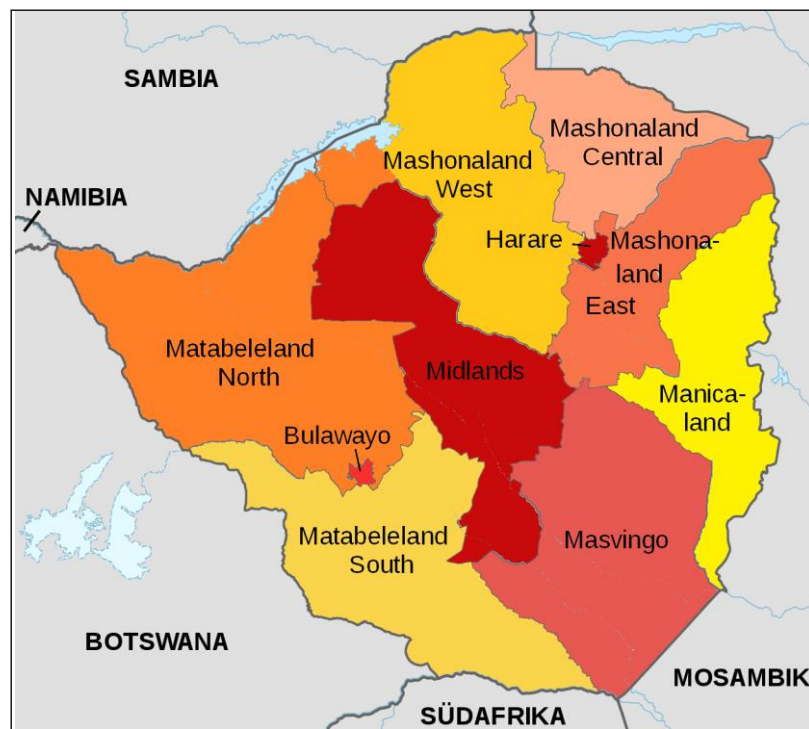 SAMBIA
Mashonaland
Central
Mashonaland
West
NAMIBIA
Harare
Mashona-
land
East
Matabeleland
North
Midlands
Manica-
land
Bulawayo
Matabeleland
South
Masvingo
BOTSWANA
MOSAMBIK
SÜDAFRIKA